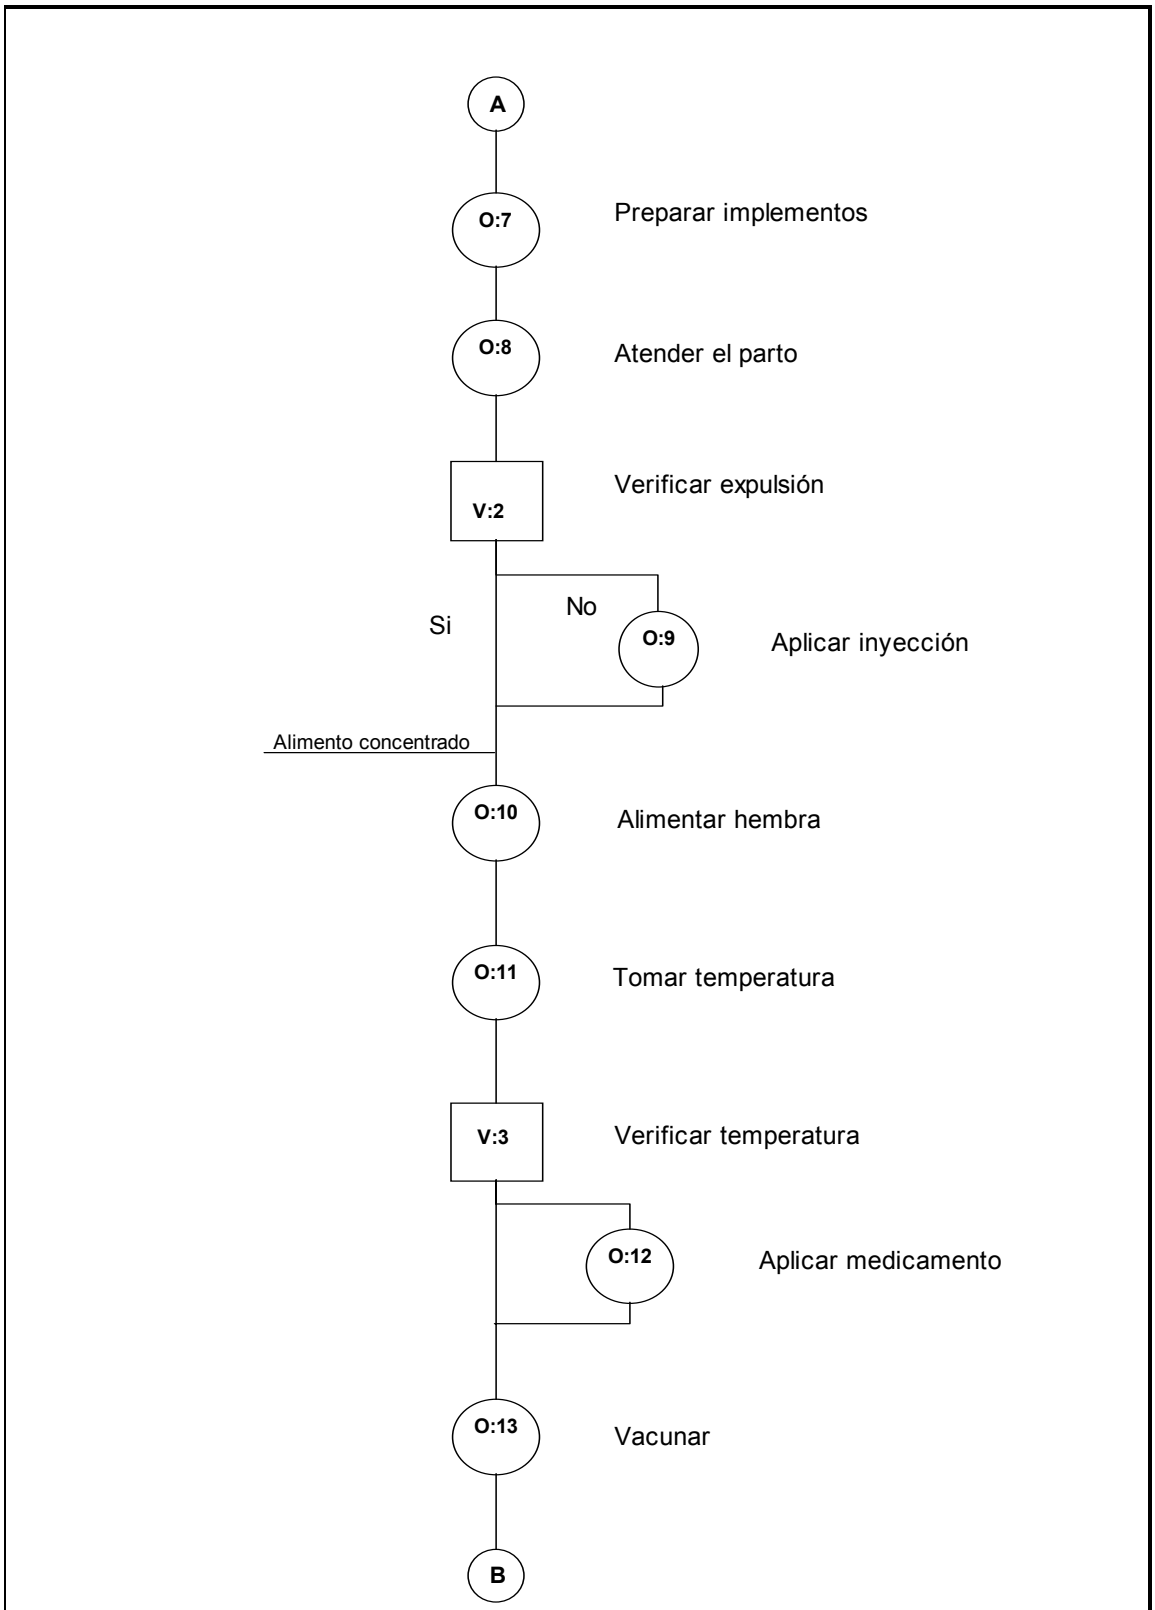 A
O:7
Preparar implementos
O:8
Atender el parto
Verificar expulsión
V:2
No
Si
O:9
Aplicar inyección
Alimento concentrado
O:10
Alimentar hembra
O:11
Tomar temperatura
V:3
Verificar temperatura
O:12
Aplicar medicamento
O:13
Vacunar
B